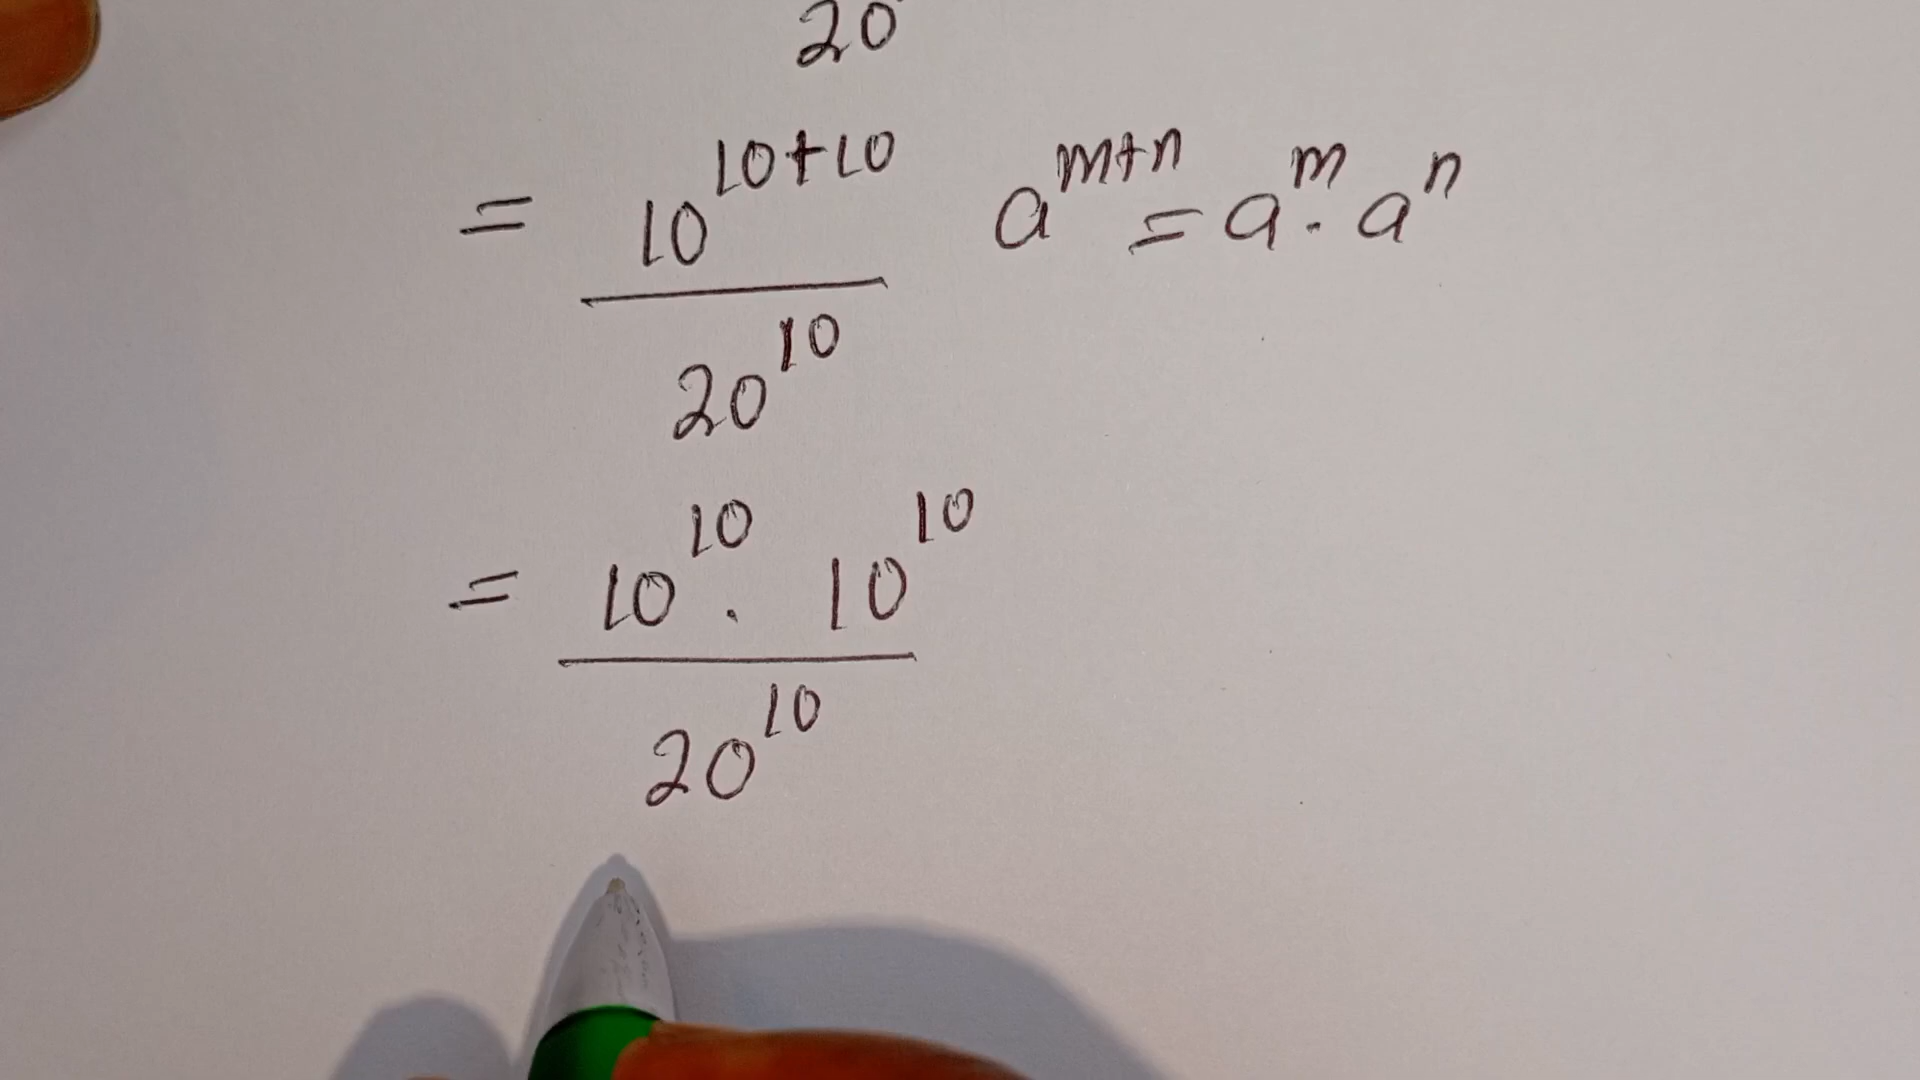 20
= 10^{10+10} / 20^{10}   a^{m+n} = a^m . a^n
= 10^{10} . 10^{10} / 20^{10}